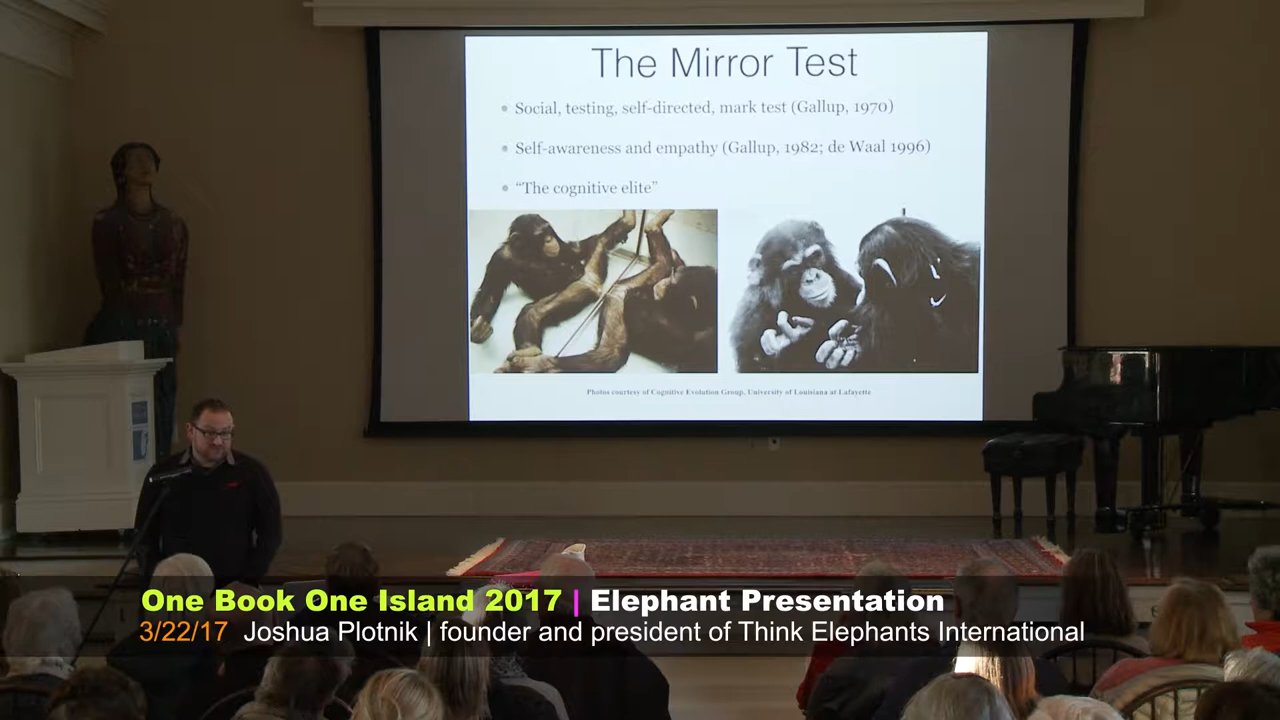 The Mirror Test
Social, testing, self-directed, mark test (Gallup, 1970)
Self-awareness and empathy (Gallup, 1982; de Waal 1996)
“The cognitive elite”
Photos courtesy of Cognitive Evolution Group, University of Louisiana at Lafayette
One Book One Island 2017 | Elephant Presentation
3/22/17 Joshua Plotnik | founder and president of Think Elephants International